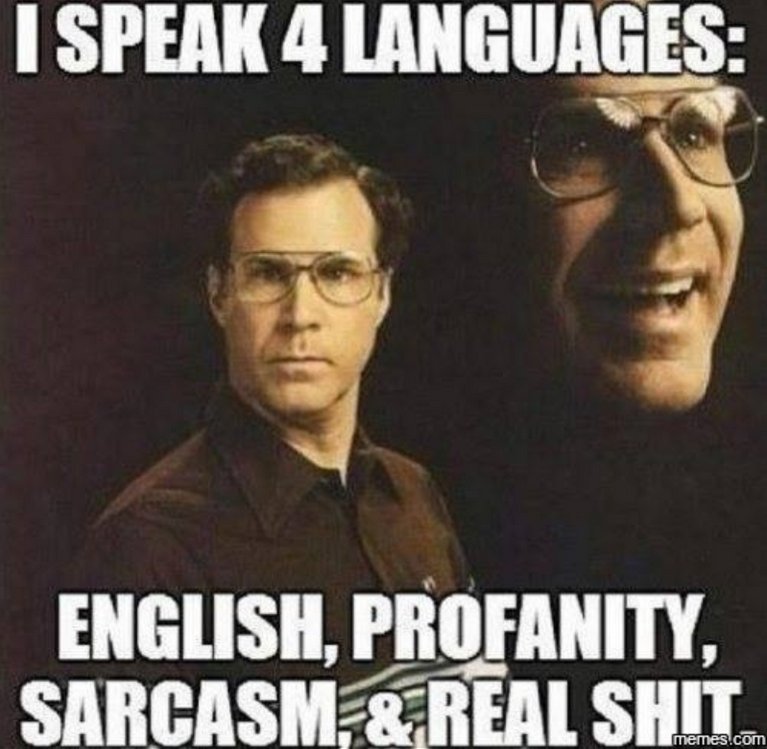 I SPEAK 4 LANGUAGES:
ENGLISH, PROFANITY,
SARCASM, & REAL SHIT.
memes.com